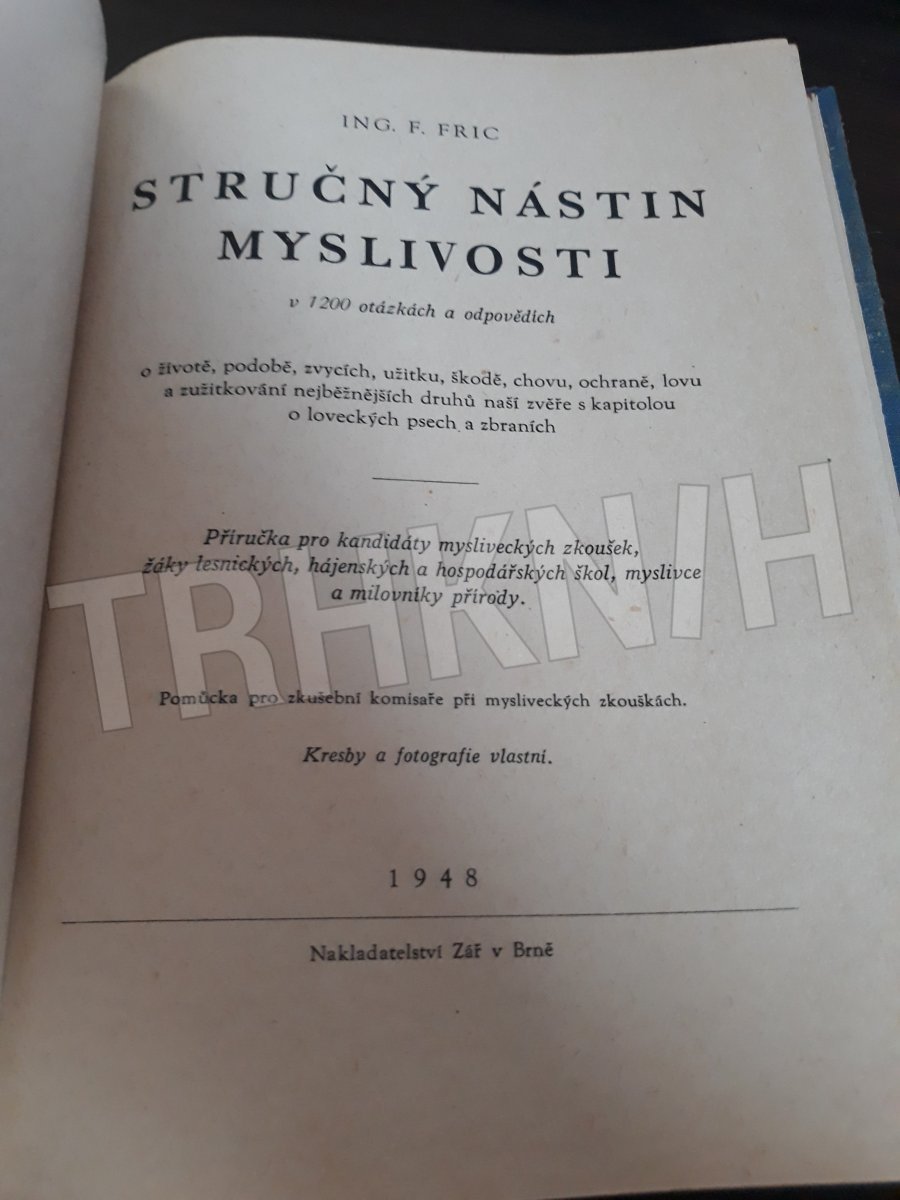 ING. F. FRIC
STRUČNÝ NÁSTIN
MYSLIVOSTI
v 1200 otázkách a odpovědích
o životě, podobě, zvycích, užitku, škodě, chovu, ochraně, lovu
a zužitkování nejběžnějších druhů naší zvěře s kapitolou
o loveckých psech a zbraních
Příručka pro kandidáty mysliveckých zkoušek,
žáky lesnických, hájenských a hospodářských škol, myslivce
a milovníky přírody.
TRHKN/H
Pomůcka pro zkušební komisaře při mysliveckých zkouškách.
Kresby a fotografie vlastní.
1948
Nakladatelství Zář v Brně